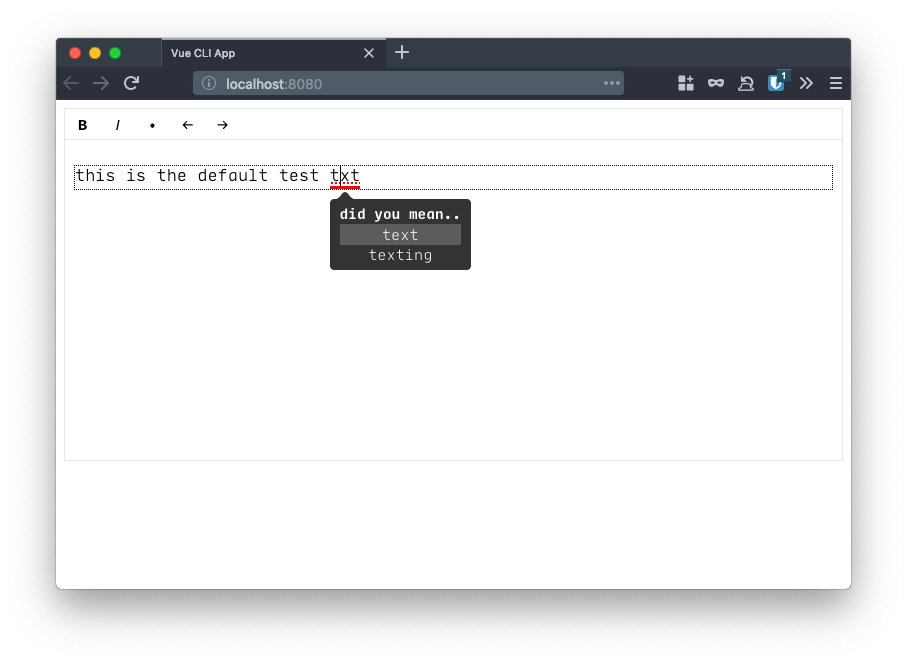 Vue CLI App
localhost:8080
1
B I
this is the default test txt
did you mean..
text
texting